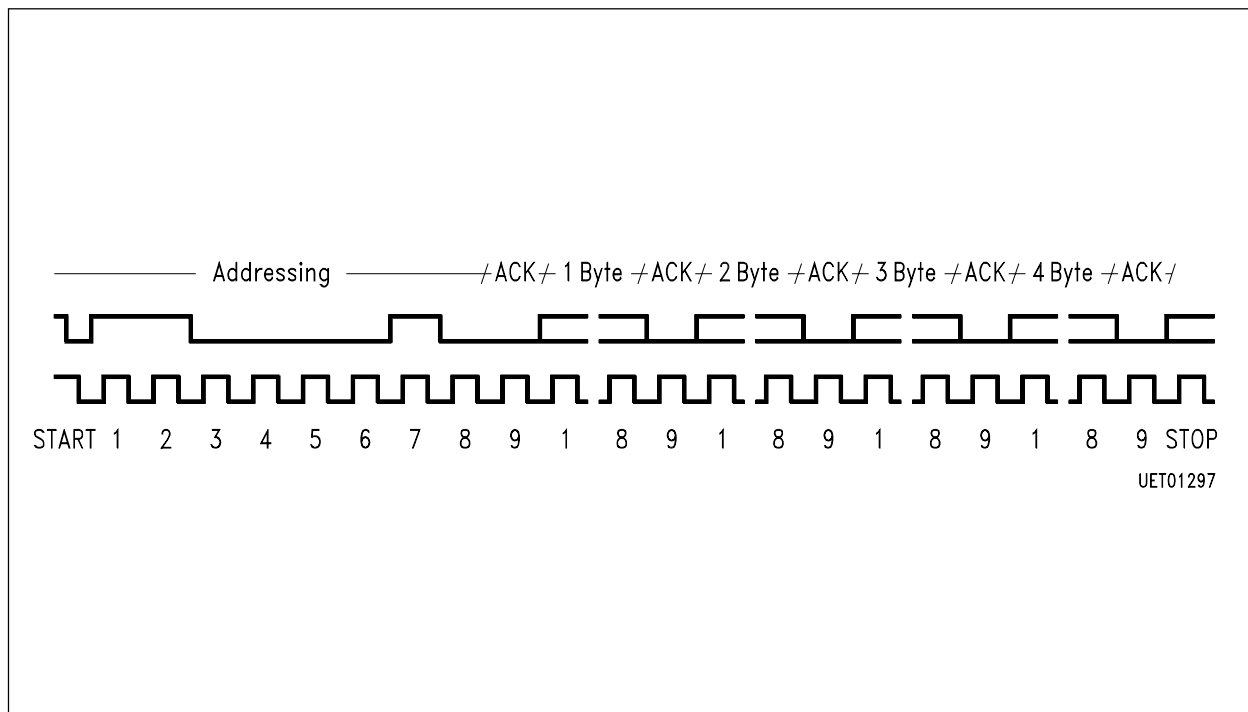 Addressing /ACK/ 1 Byte /ACK/ 2 Byte /ACK/ 3 Byte /ACK/ 4 Byte /ACK/
START 1 2 3 4 5 6 7 8 9 1 8 9 1 8 9 1 8 9 1 8 9 STOP
UET01297